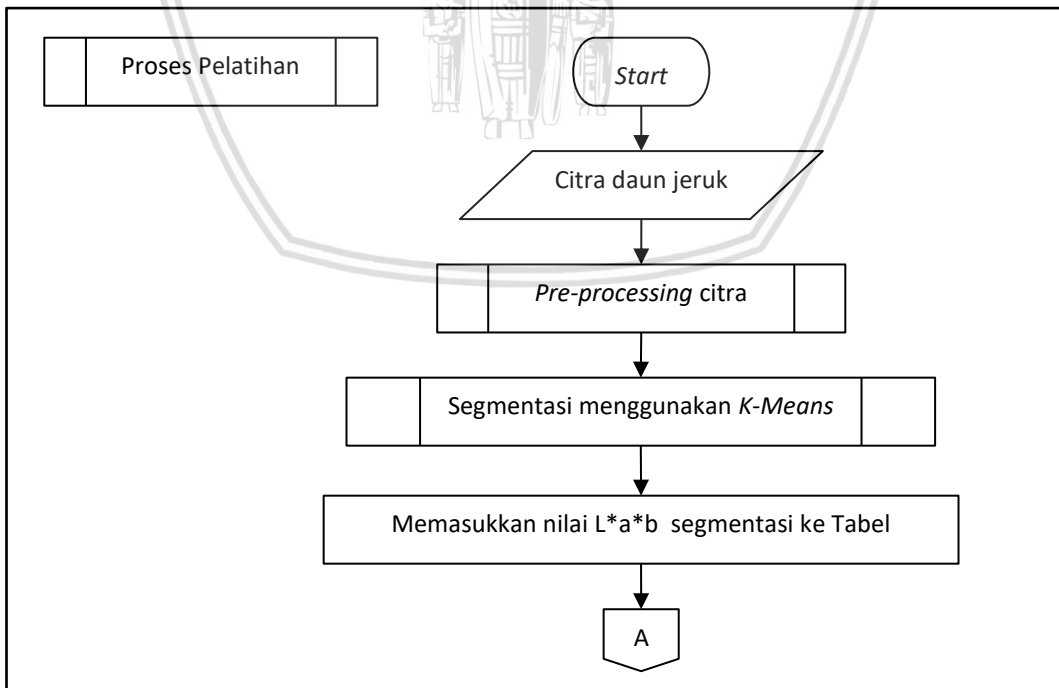 Proses Pelatihan
Start
Citra daun jeruk
Pre-processing citra
Segmentasi menggunakan K-Means
Memasukkan nilai L*a*b segmentasi ke Tabel
A